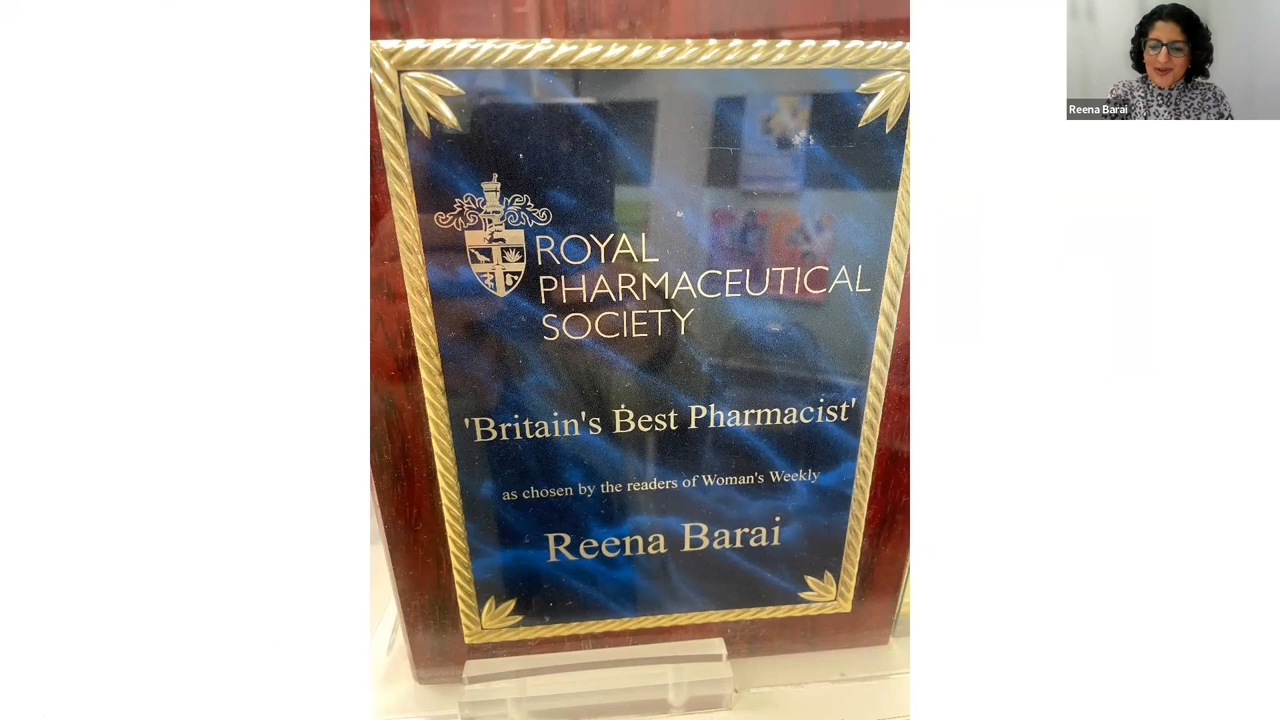 ROYAL
PHARMACEUTICAL
SOCIETY
'Britain's Best Pharmacist'
as chosen by the readers of Woman's Weekly
Reena Barai
Reena Barai